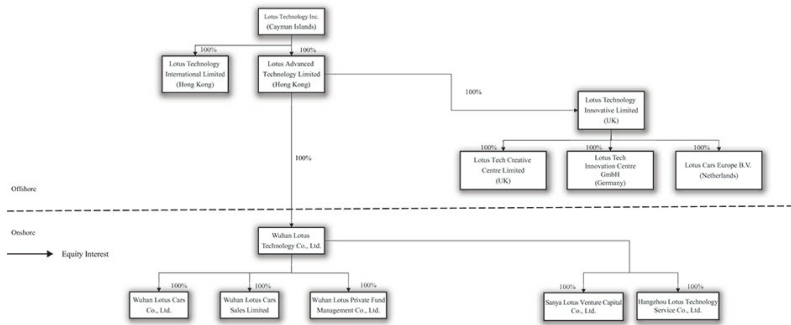 Lotus Technology Inc.
(Cayman Islands)
100%
100%
Lotus Technology
International Limited
(Hong Kong)
Lotus Advanced
Technology Limited
(Hong Kong)
100%
Lotus Technology
Innovative Limited
(UK)
100%
100%
100%
100%
Lotus Tech Creative
Centre Limited
(UK)
Lotus Tech
Innovation Centre
GmbH
(Germany)
Lotus Cars Europe B.V.
(Netherlands)
Offshore
Onshore
Equity Interest
Wuhan Lotus
Technology Co., Ltd.
100%
100%
100%
100%
100%
Wuhan Lotus Cars
Co., Ltd.
Wuhan Lotus Cars
Sales Limited
Wuhan Lotus Private Fund
Management Co., Ltd.
Sanya Lotus Venture Capital
Co., Ltd.
Hangzhou Lotus Technology
Service Co., Ltd.